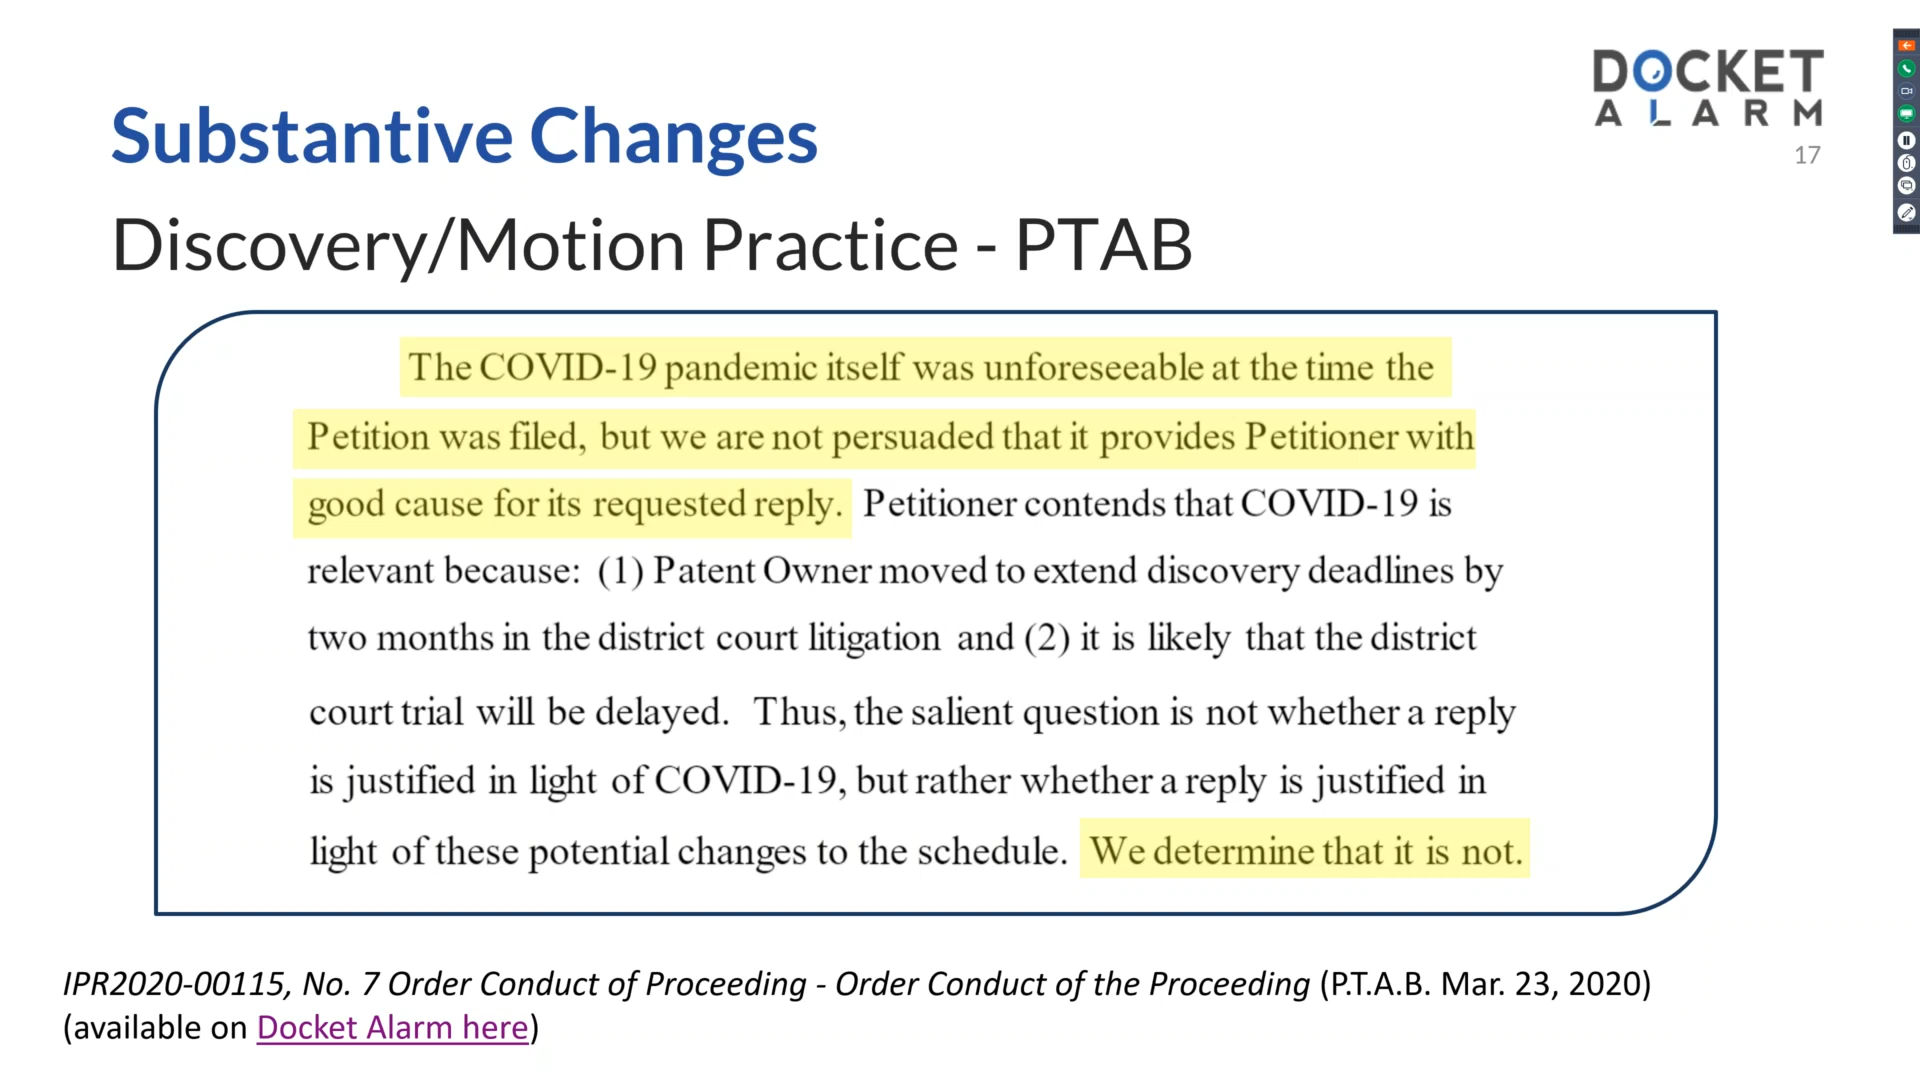 DOCKET
ALARM
17
Substantive Changes
Discovery/Motion Practice - PTAB
The COVID-19 pandemic itself was unforeseeable at the time the
Petition was filed, but we are not persuaded that it provides Petitioner with
good cause for its requested reply. Petitioner contends that COVID-19 is
relevant because: (1) Patent Owner moved to extend discovery deadlines by
two months in the district court litigation and (2) it is likely that the district
court trial will be delayed. Thus, the salient question is not whether a reply
is justified in light of COVID-19, but rather whether a reply is justified in
light of these potential changes to the schedule. We determine that it is not.
IPR2020-00115, No. 7 Order Conduct of Proceeding - Order Conduct of the Proceeding (P.T.A.B. Mar. 23, 2020)
(available on Docket Alarm here)